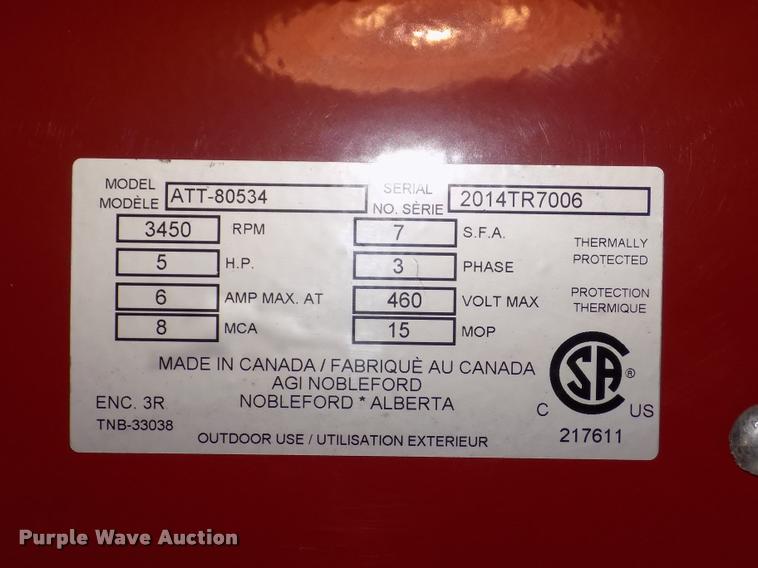 MODEL
MODÈLE ATT-80534 SERIAL
NO. SÈRIE 2014TR7006
3450 RPM 7 S.F.A.
5 H.P. 3 PHASE
6 AMP MAX. AT 460 VOLT MAX
8 MCA 15 MOP
THERMALLY
PROTECTED
PROTECTION
THERMIQUE
MADE IN CANADA / FABRIQUÈ AU CANADA
AGI NOBLEFORD
NOBLEFORD * ALBERTA
ENC. 3R
TNB-33038
OUTDOOR USE / UTILISATION EXTERIEUR
C SA ® US
217611
Purple Wave Auction